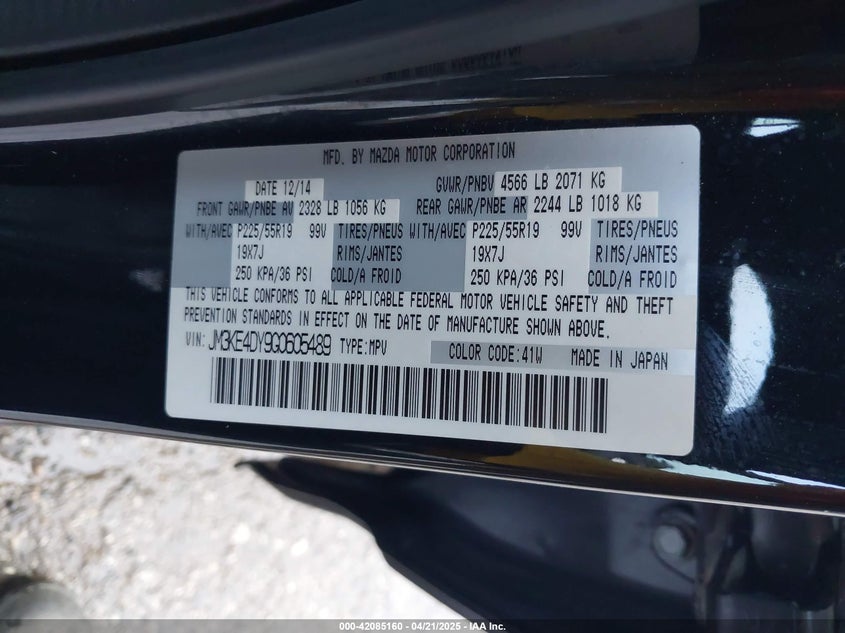 MFD. BY MAZDA MOTOR CORPORATION
DATE 12/14 GVWR/PNBV 4566 LB 2071 KG
FRONT GAWR/PNBE AV 2328 LB 1056 KG REAR GAWR/PNBE AR 2244 LB 1018 KG
WITH/AVEC P225/55R19 99V TIRES/PNEUS WITH/AVEC P225/55R19 99V TIRES/PNEUS
19X7J RIMS/JANTES 19X7J RIMS/JANTES
250 KPA/36 PSI COLD/A FROID 250 KPA/36 PSI COLD/A FROID
THIS VEHICLE CONFORMS TO ALL APPLICABLE FEDERAL MOTOR VEHICLE SAFETY AND THEFT
PREVENTION STANDARDS IN EFFECT ON THE DATE OF MANUFACTURE SHOWN ABOVE.
VIN: JM3KE4DY9G0605489 TYPE:MPV COLOR CODE:41W MADE IN JAPAN
000-42085160 - 04/21/2025 - IAA Inc.